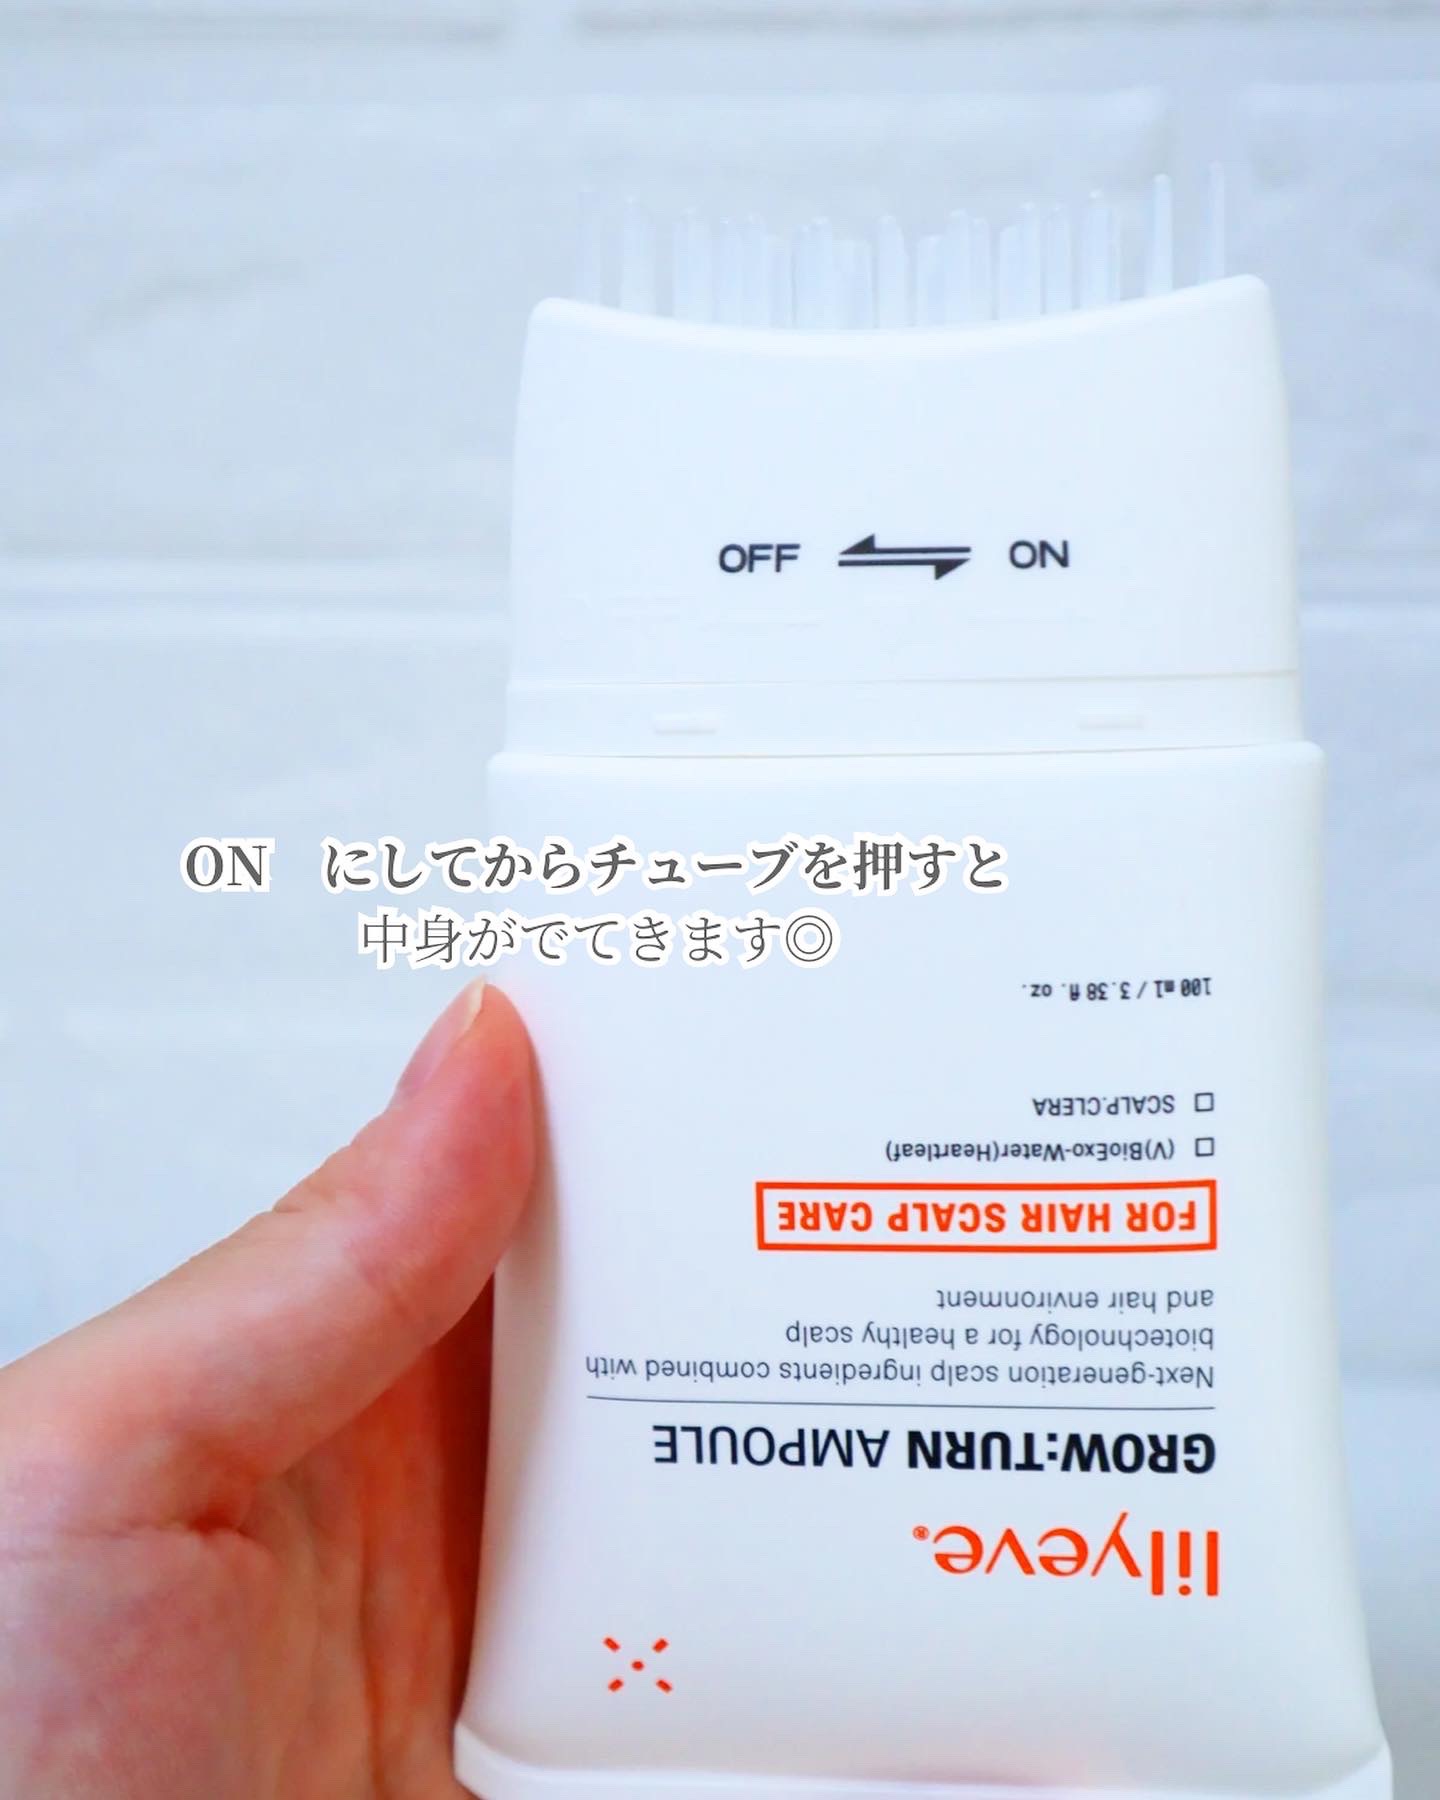 OFF ⇌ ON
ON　にしてからチューブを押すと
中身がでてきます◎
lilyeve®
GROW:TURN AMPOULE
Next-generation scalp ingredients combined with
biotechnology for a healthy scalp
and hair environment
FOR HAIR SCALP CARE
☐ (V)BioExo-Water(Heartleaf)
☐ SCALP.CLERA
100 ml / 3.38 fl. oz.